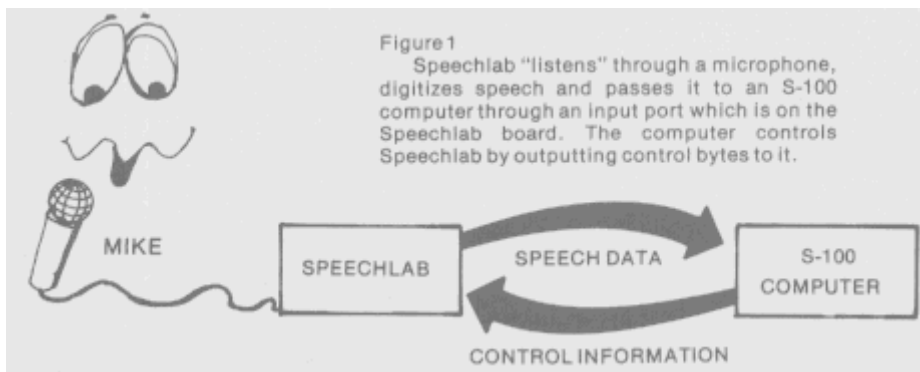 Figure 1
Speechlab "listens" through a microphone,
digitizes speech and passes it to an S-100
computer through an input port which is on the
Speechlab board. The computer controls
Speechlab by outputting control bytes to it.
MIKE
SPEECHLAB
SPEECH DATA
S-100
COMPUTER
CONTROL INFORMATION